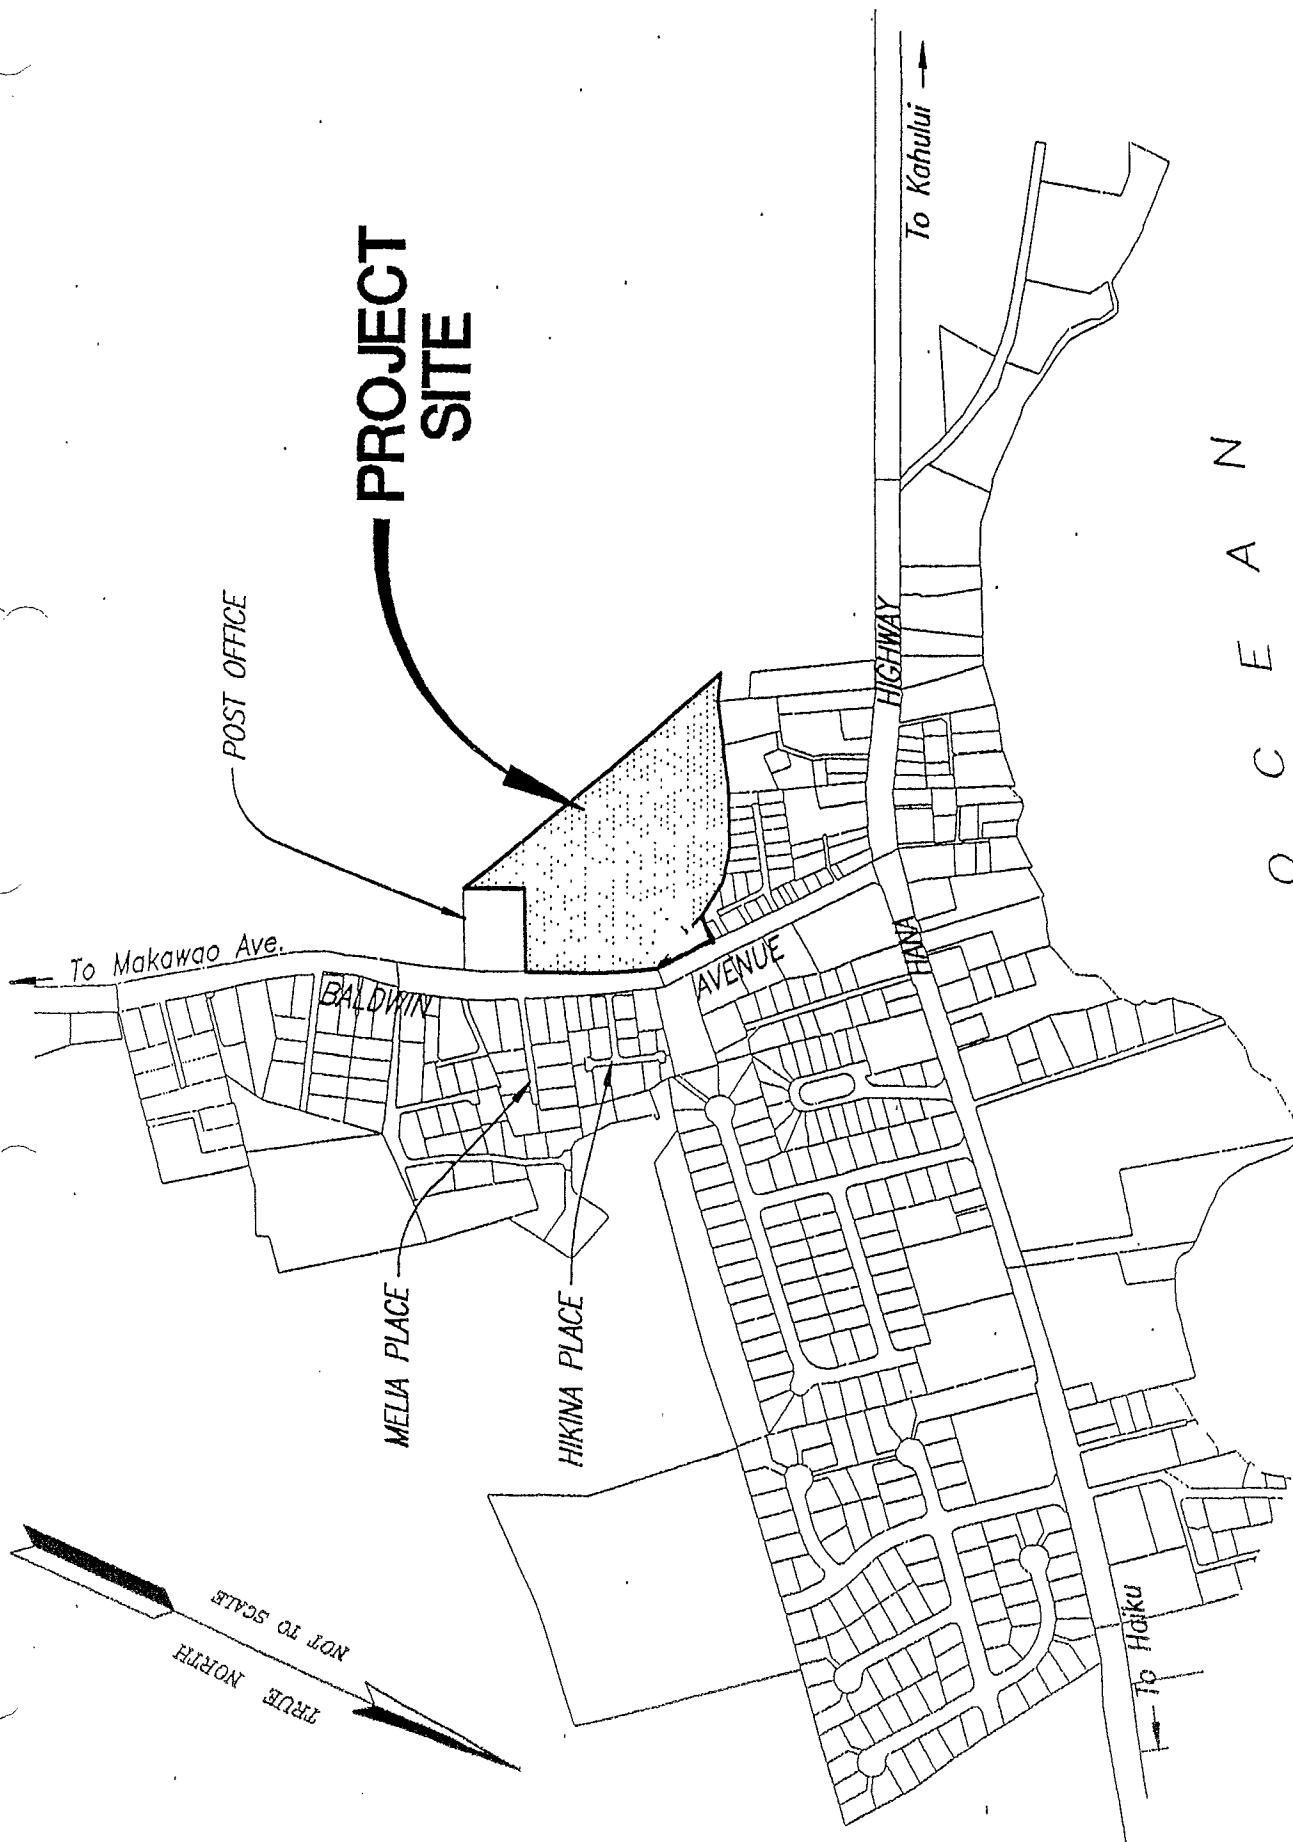 PROJECT
SITE
POST OFFICE
To Kahului
To Makawao Ave.
BALDWIN
AVENUE
HANA
HIGHWAY
MELIA PLACE
HIKINA PLACE
OCEAN
To Haiku
NOT TO SCALE
TRUE NORTH